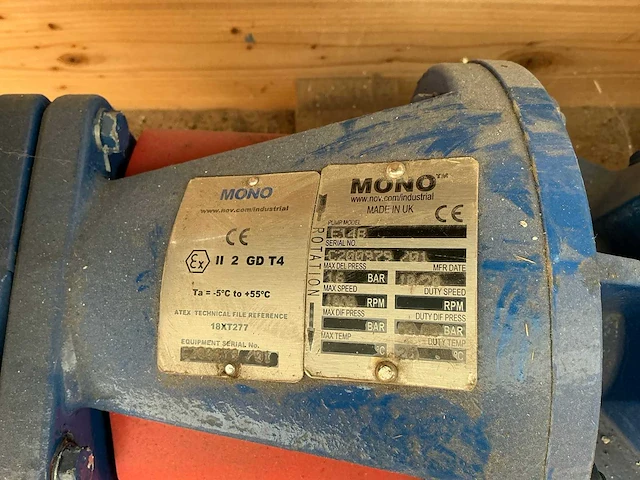 MONO
www.nov.com/industrial
CE
Ex II 2 GD T4
Ta = -5°C to +55°C
ATEX TECHNICAL FILE REFERENCE
18XT277
EQUIPMENT SERIAL No.
MONO™
www.nov.com/industrial
MADE IN UK CE
ROTATION
PUMP MODEL
E14B
SERIAL NO.
MAX DEL PRESS MFR DATE
BAR
MAX SPEED DUTY SPEED
RPM RPM
MAX DIF PRESS DUTY DIF PRESS
BAR BAR
MAX TEMP DUTY TEMP
°C °C